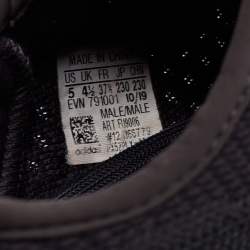 MADE IN
US UK FR JP CHN
5 4½ 37⅓ 230 230
EVN 791001 10/19
MALE/MALE
ART FU9006
adidas